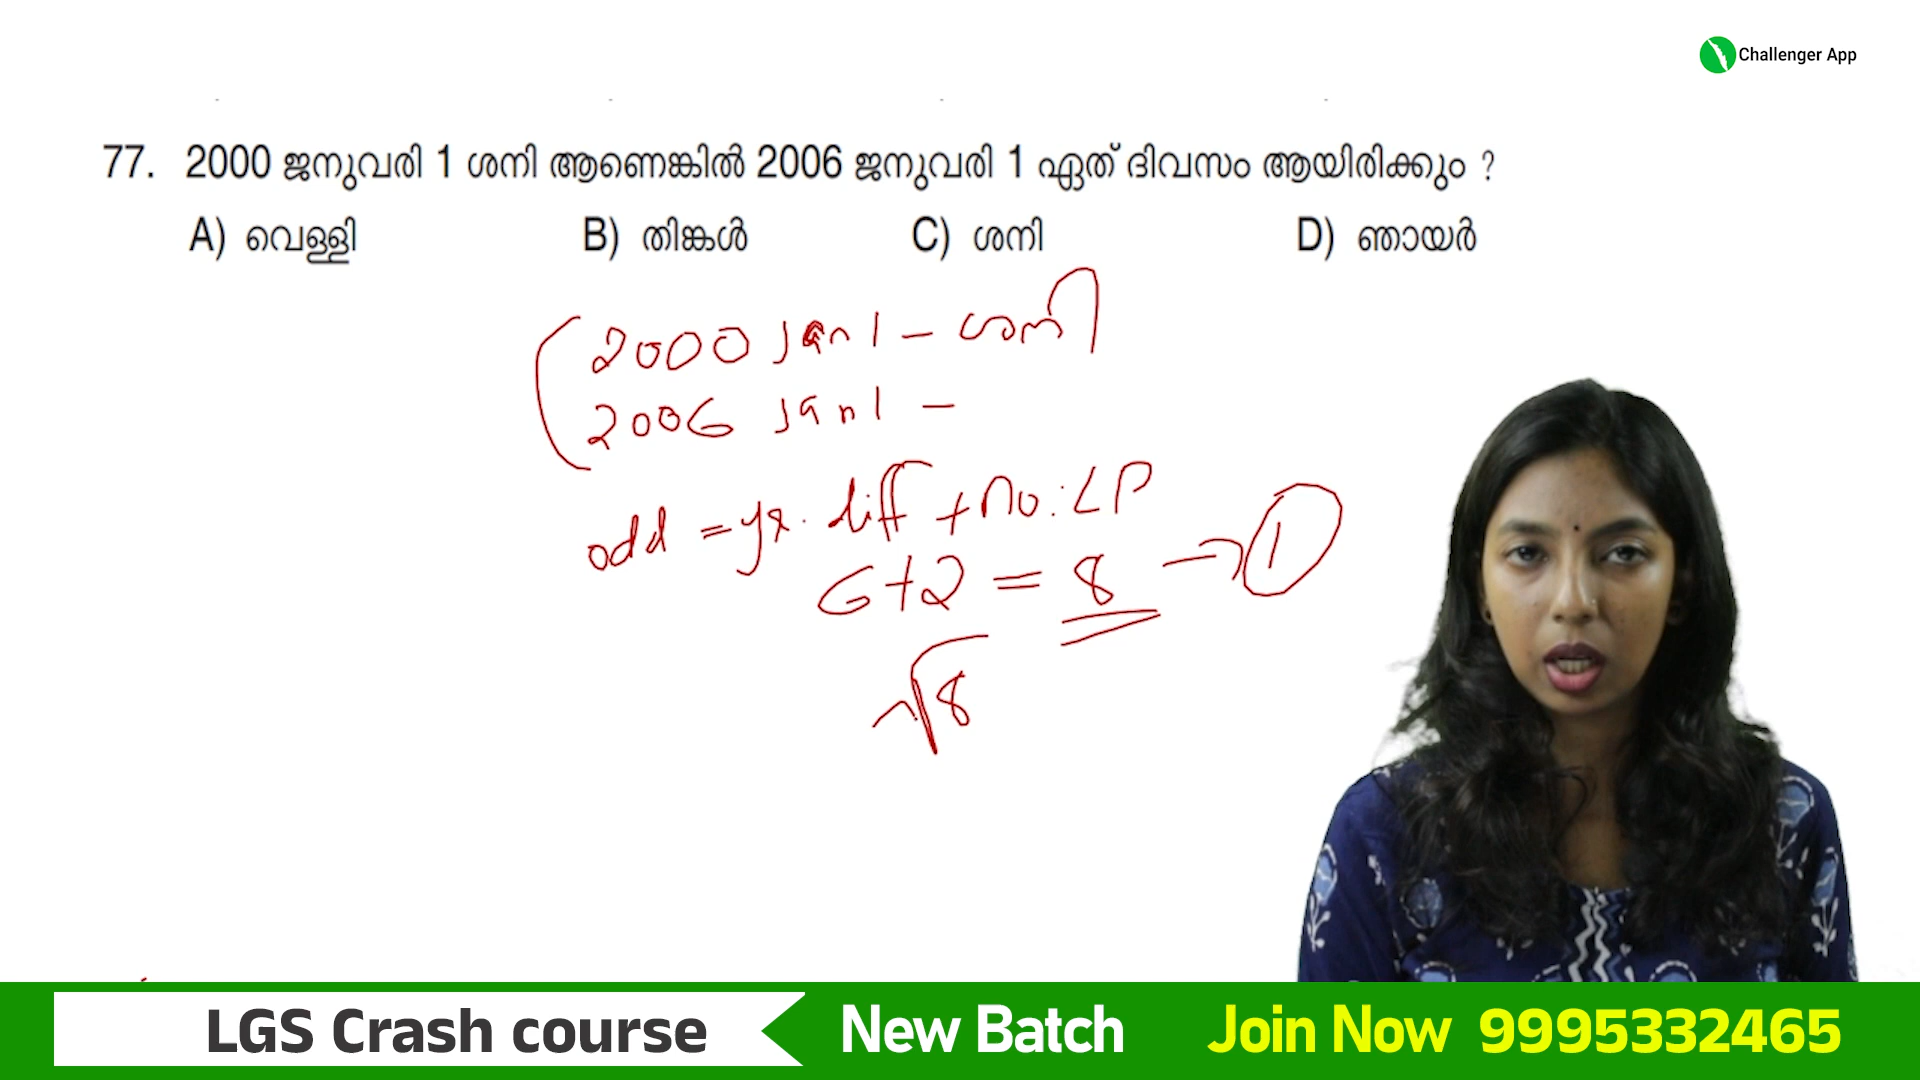 Challenger App
77. 2000 ജനുവരി 1 ശനി ആണെങ്കിൽ 2006 ജനുവരി 1 ഏത് ദിവസം ആയിരിക്കും ?
A) വെള്ളി B) തിങ്കൾ C) ശനി D) ഞായർ
2000 Jan 1 - ശനി
2006 Jan 1 -
odd = yr. diff + no: LP
6+2 = 8 → 1
7√8
LGS Crash course New Batch Join Now 9995332465